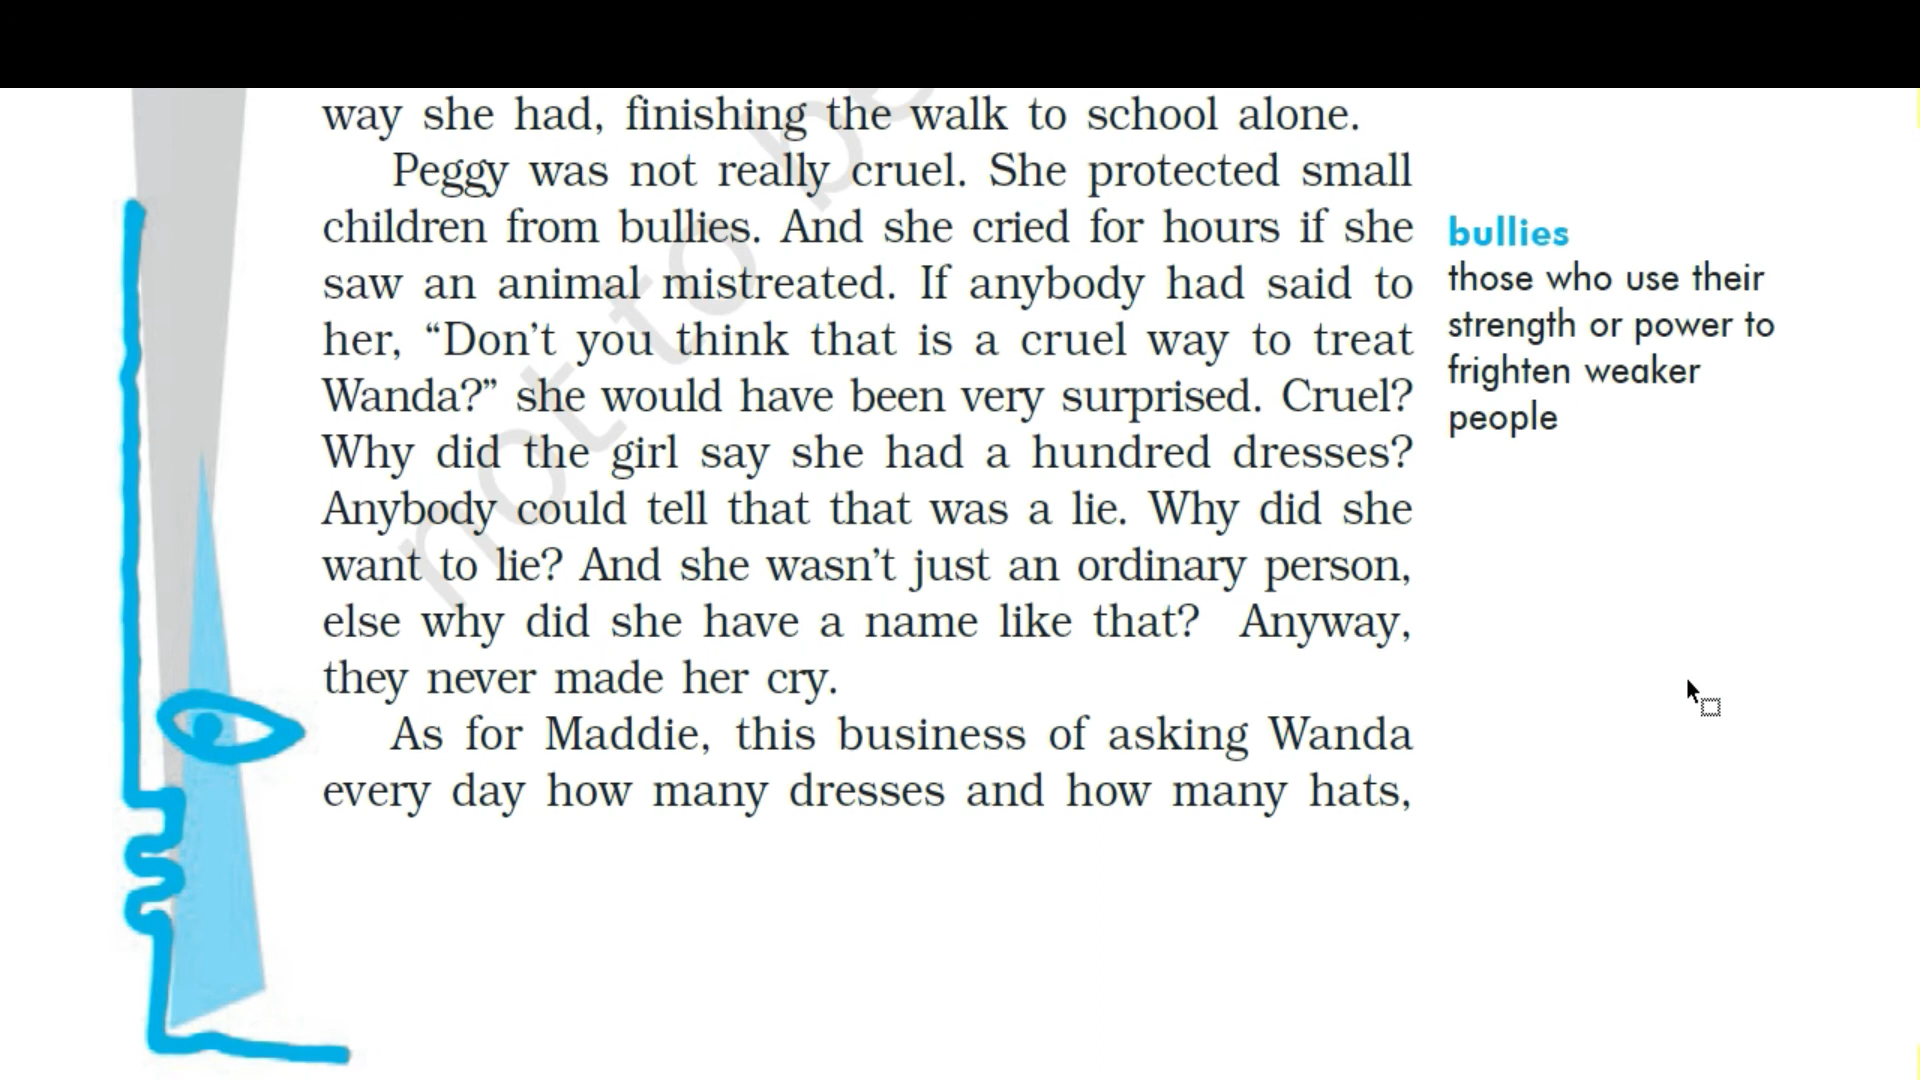 way she had, finishing the walk to school alone.
Peggy was not really cruel. She protected small
children from bullies. And she cried for hours if she
saw an animal mistreated. If anybody had said to
her, “Don’t you think that is a cruel way to treat
Wanda?” she would have been very surprised. Cruel?
Why did the girl say she had a hundred dresses?
Anybody could tell that that was a lie. Why did she
want to lie? And she wasn’t just an ordinary person,
else why did she have a name like that? Anyway,
they never made her cry.
As for Maddie, this business of asking Wanda
every day how many dresses and how many hats,
bullies
those who use their
strength or power to
frighten weaker
people
not to be